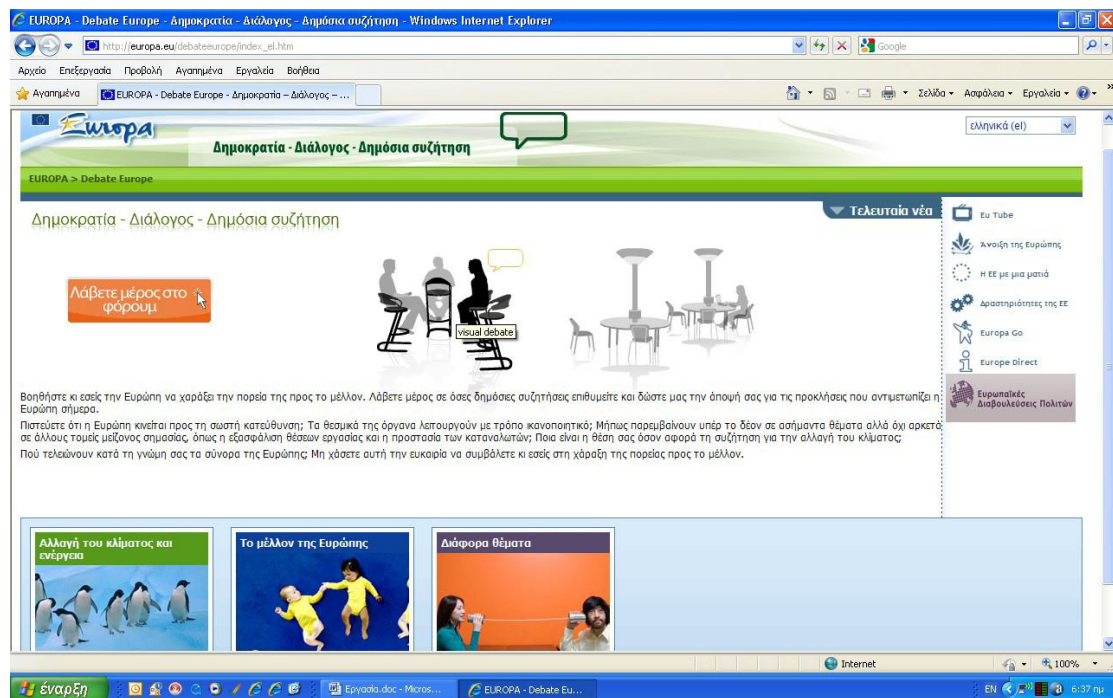 EUROPA - Debate Europe - Δημοκρατία - Διάλογος - Δημόσια συζήτηση - Windows Internet Explorer
http://europa.eu/debateeurope/index_el.htm
Google
Αρχείο Επεξεργασία Προβολή Αγαπημένα Εργαλεία Βοήθεια
Αγαπημένα
EUROPA - Debate Europe - Δημοκρατία – Διάλογος – ...
Σελίδα Ασφάλεια Εργαλεία
Europa
Δημοκρατία - Διάλογος - Δημόσια συζήτηση
ελληνικά (el)
EUROPA > Debate Europe
Δημοκρατία - Διάλογος - Δημόσια συζήτηση
Τελευταία νέα
Λάβετε μέρος στο
φόρουμ
visual debate
Eu Tube
Άνοιξη της Ευρώπης
Η ΕΕ με μια ματιά
Δραστηριότητες της ΕΕ
Europa Go
Europe Direct
Ευρωπαϊκές
Διαβουλεύσεις Πολιτών
Βοηθήστε κι εσείς την Ευρώπη να χαράξει την πορεία της προς το μέλλον. Λάβετε μέρος σε όσες δημόσιες συζητήσεις επιθυμείτε και δώστε μας την άποψή σας για τις προκλήσεις που αντιμετωπίζει η
Ευρώπη σήμερα.
Πιστεύετε ότι η Ευρώπη κινείται προς τη σωστή κατεύθυνση; Τα θεσμικά της όργανα λειτουργούν με τρόπο ικανοποιητικό; Μήπως παρεμβαίνουν υπέρ το δέον σε ασήμαντα θέματα αλλά όχι αρκετά
σε άλλους τομείς μείζονος σημασίας, όπως η εξασφάλιση θέσεων εργασίας και η προστασία των καταναλωτών; Ποια είναι η θέση σας όσον αφορά τη συζήτηση για την αλλαγή του κλίματος;
Πού τελειώνουν κατά τη γνώμη σας τα σύνορα της Ευρώπης; Μη χάσετε αυτή την ευκαιρία να συμβάλετε κι εσείς στη χάραξη της πορείας προς το μέλλον.
Αλλαγή του κλίματος και
ενέργεια
Το μέλλον της Ευρώπης
Διάφορα θέματα
Internet
100%
έναρξη
Εργασία.doc - Micros...
EUROPA - Debate Eu...
EN
6:37 πμ